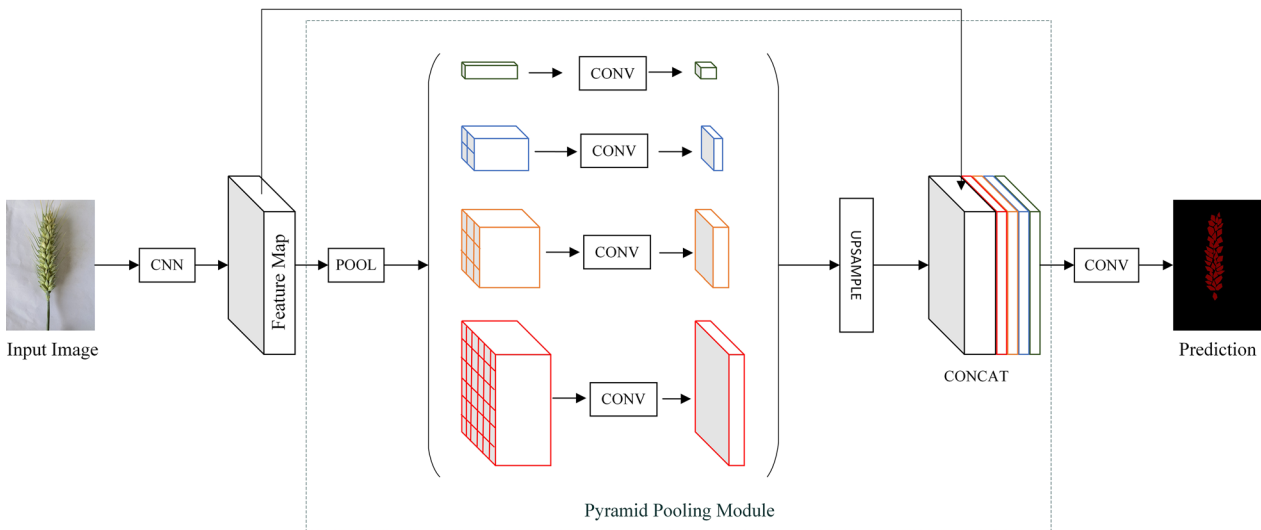 Input Image
CNN
Feature Map
POOL
CONV
CONV
CONV
CONV
UPSAMPLE
CONCAT
CONV
Prediction
Pyramid Pooling Module